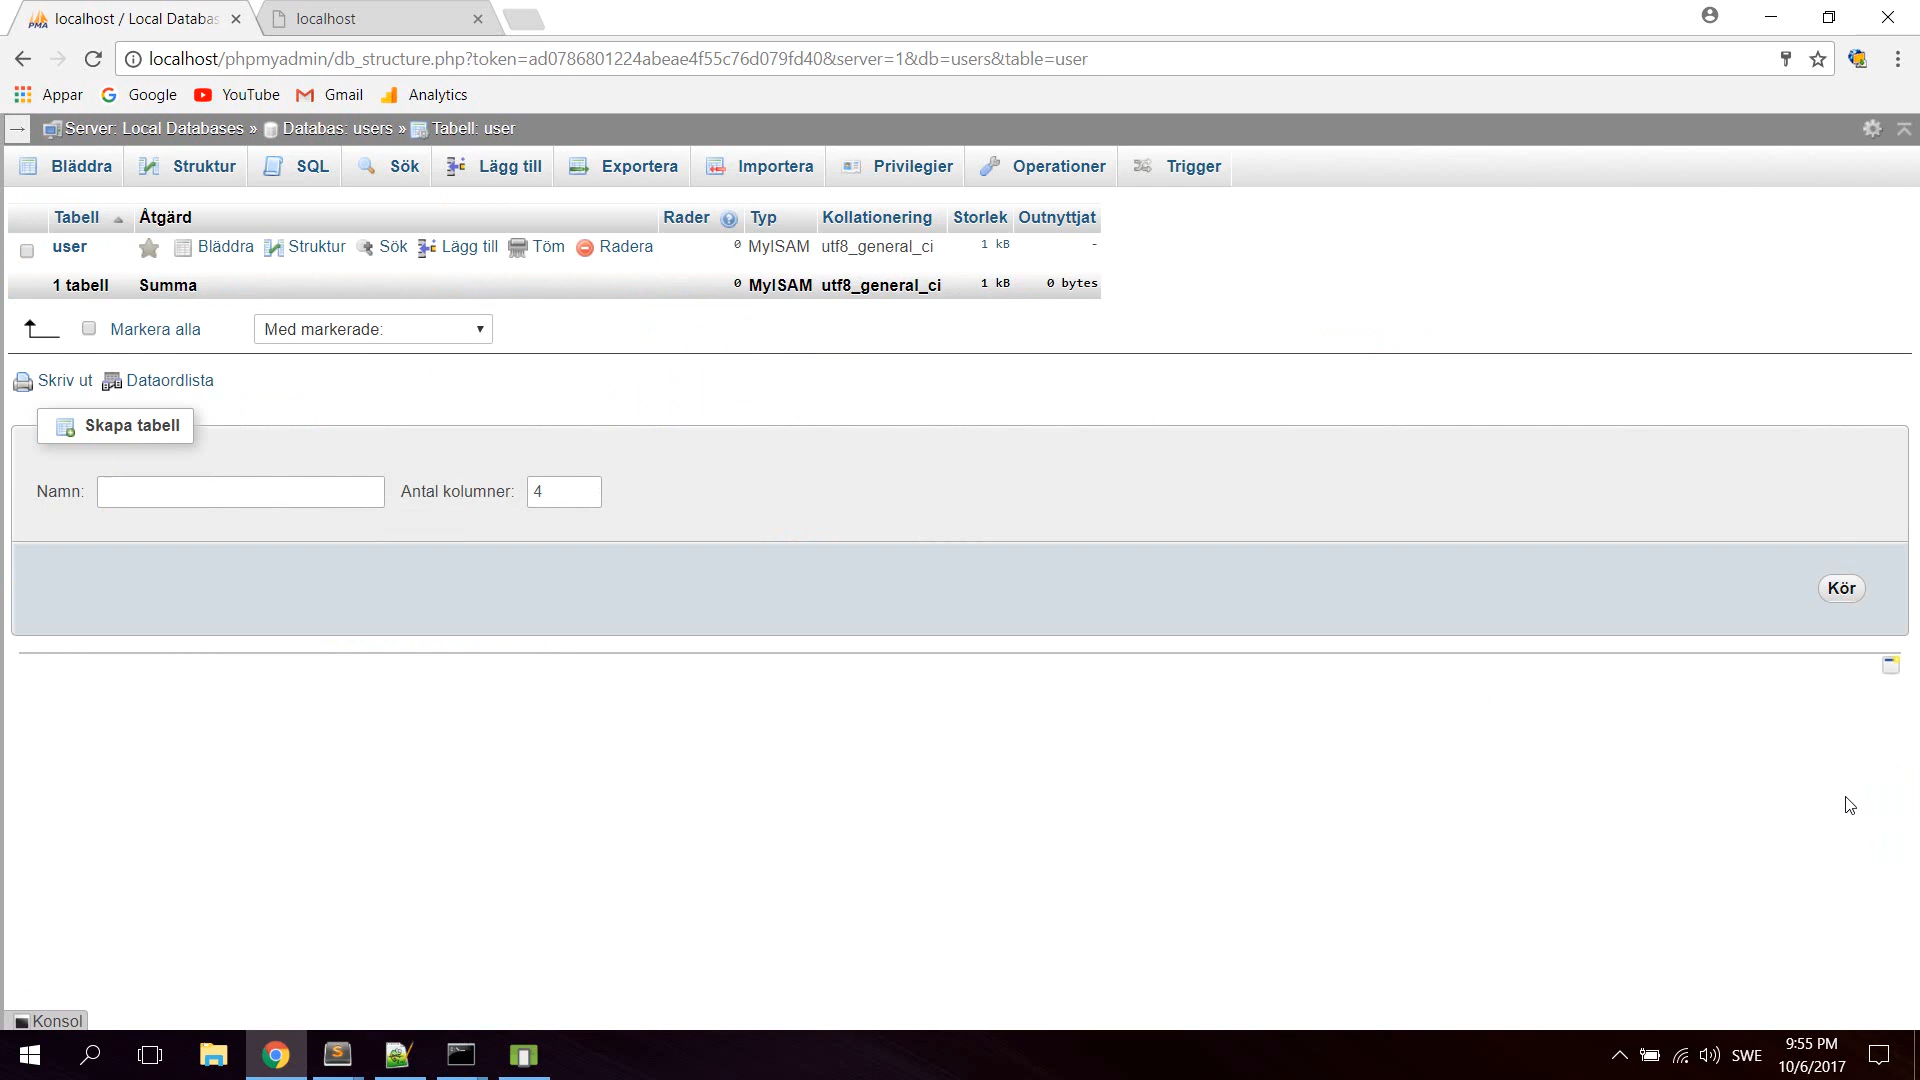 localhost / Local Databas
localhost
localhost/phpmyadmin/db_structure.php?token=ad0786801224abeae4f55c76d079fd40&server=1&db=users&table=user
Appar Google YouTube Gmail Analytics
Server: Local Databases » Databas: users » Tabell: user
Bläddra Struktur SQL Sök Lägg till Exportera Importera Privilegier Operationer Trigger
Tabell Åtgärd Rader Typ Kollationering Storlek Outnyttjat
user Bläddra Struktur Sök Lägg till Töm Radera 0 MyISAM utf8_general_ci 1 kB -
1 tabell Summa 0 MyISAM utf8_general_ci 1 kB 0 bytes
Markera alla Med markerade:
Skriv ut Dataordlista
Skapa tabell
Namn: Antal kolumner: 4
Kör
Konsol
SWE
9:55 PM
10/6/2017